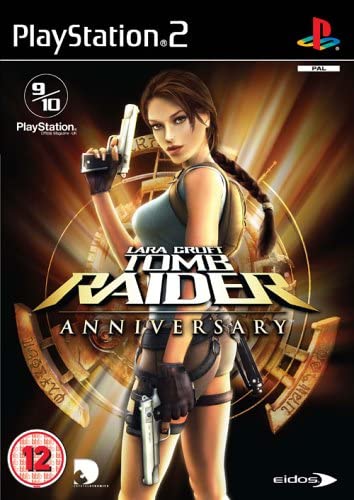 PlayStation®2
PAL
9/10
PlayStation®
Official Magazine - UK
LARA CROFT
TOMB
RAIDER
ANNIVERSARY
12
eidos